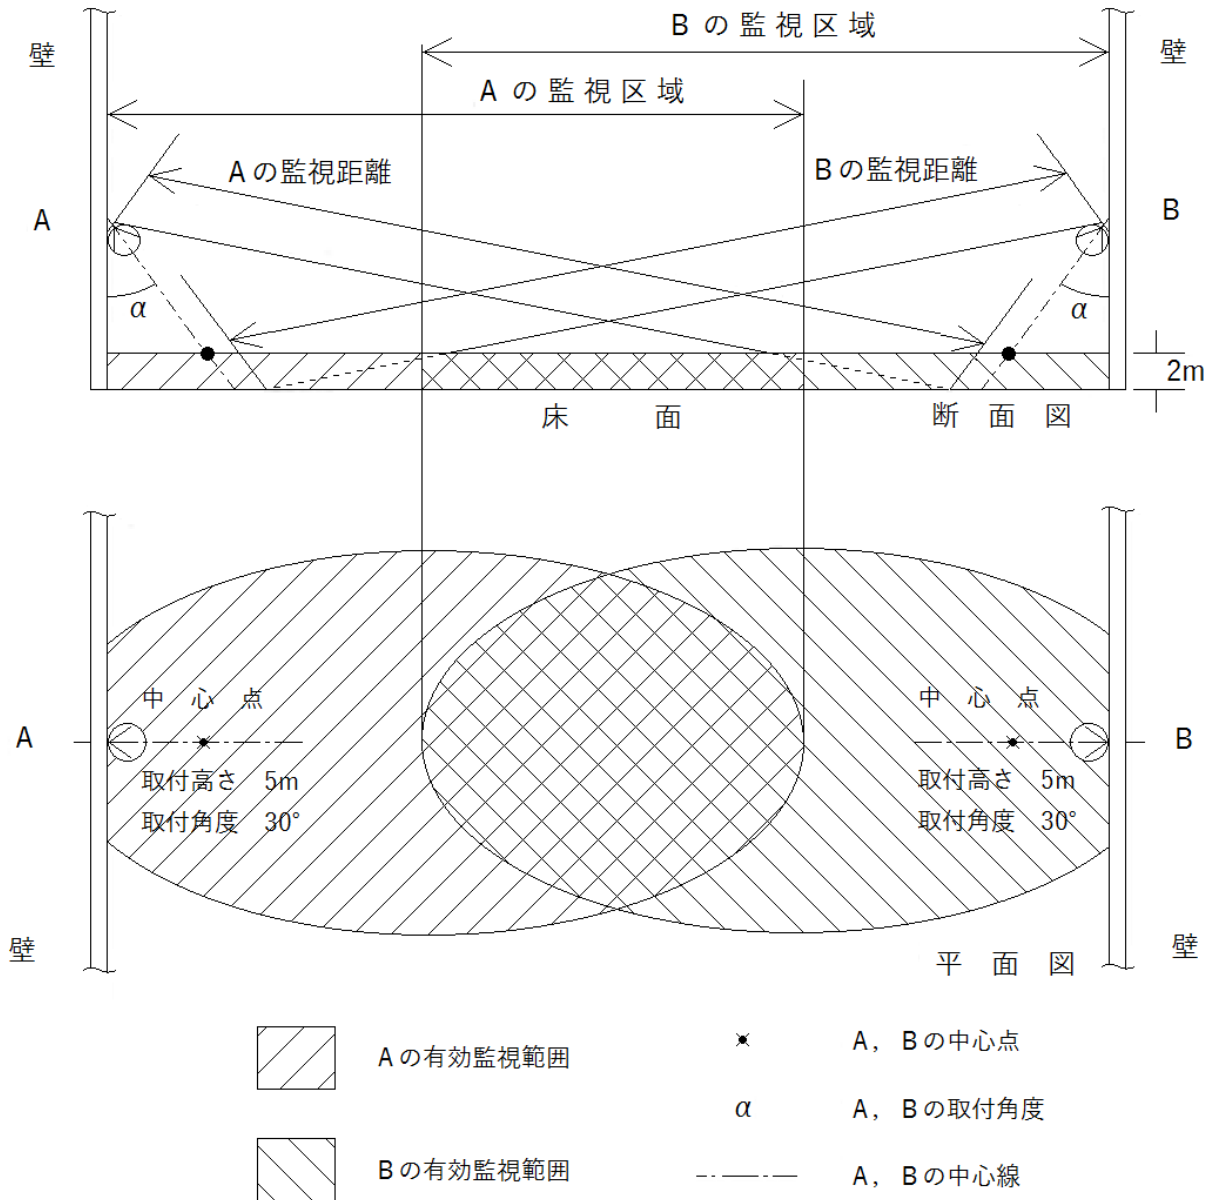 Bの監視区域
壁
壁
Aの監視区域
Aの監視距離
Bの監視距離
A
B
α
α
2m
床面
断面図
中心点
中心点
A
B
取付高さ 5m
取付高さ 5m
取付角度 30°
取付角度 30°
壁
壁
平面図
Aの有効監視範囲
A，Bの中心点
α
A，Bの取付角度
Bの有効監視範囲
A，Bの中心線